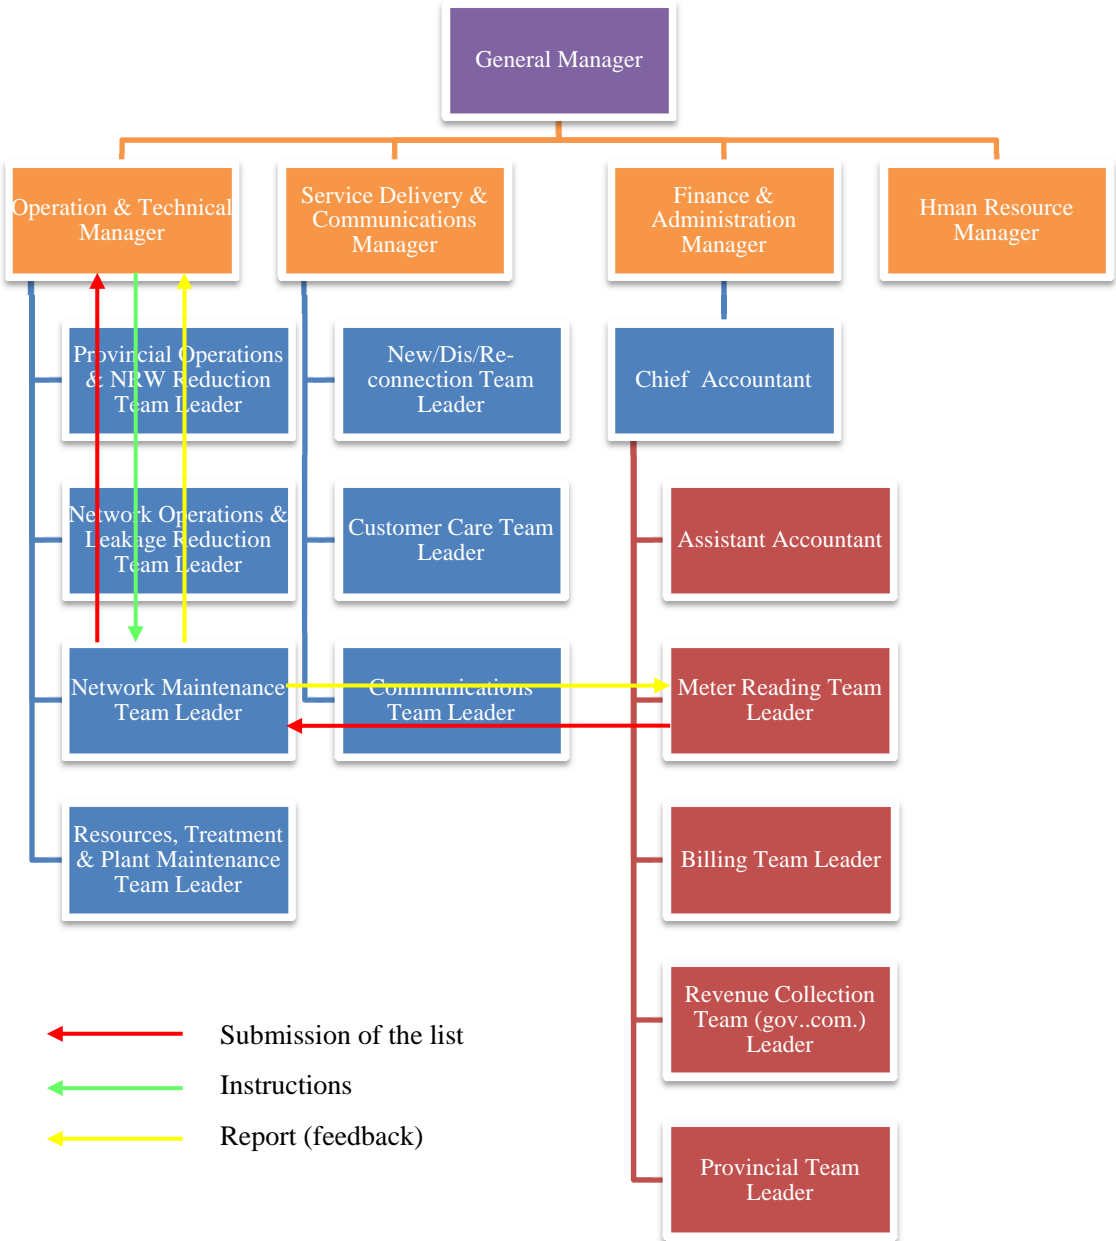 General Manager
Operation & Technical
Manager
Service Delivery &
Communications
Manager
Finance &
Administration
Manager
Hman Resource
Manager
Provincial Operations
& NRW Reduction
Team Leader
New/Dis/Re-
connection Team
Leader
Chief  Accountant
Network Operations &
Leakage Reduction
Team Leader
Customer Care Team
Leader
Assistant Accountant
Network Maintenance
Team Leader
Communications
Team Leader
Meter Reading Team
Leader
Resources, Treatment
& Plant Maintenance
Team Leader
Billing Team Leader
Revenue Collection
Team (gov..com.)
Leader
Provincial Team
Leader
Submission of the list
Instructions
Report (feedback)